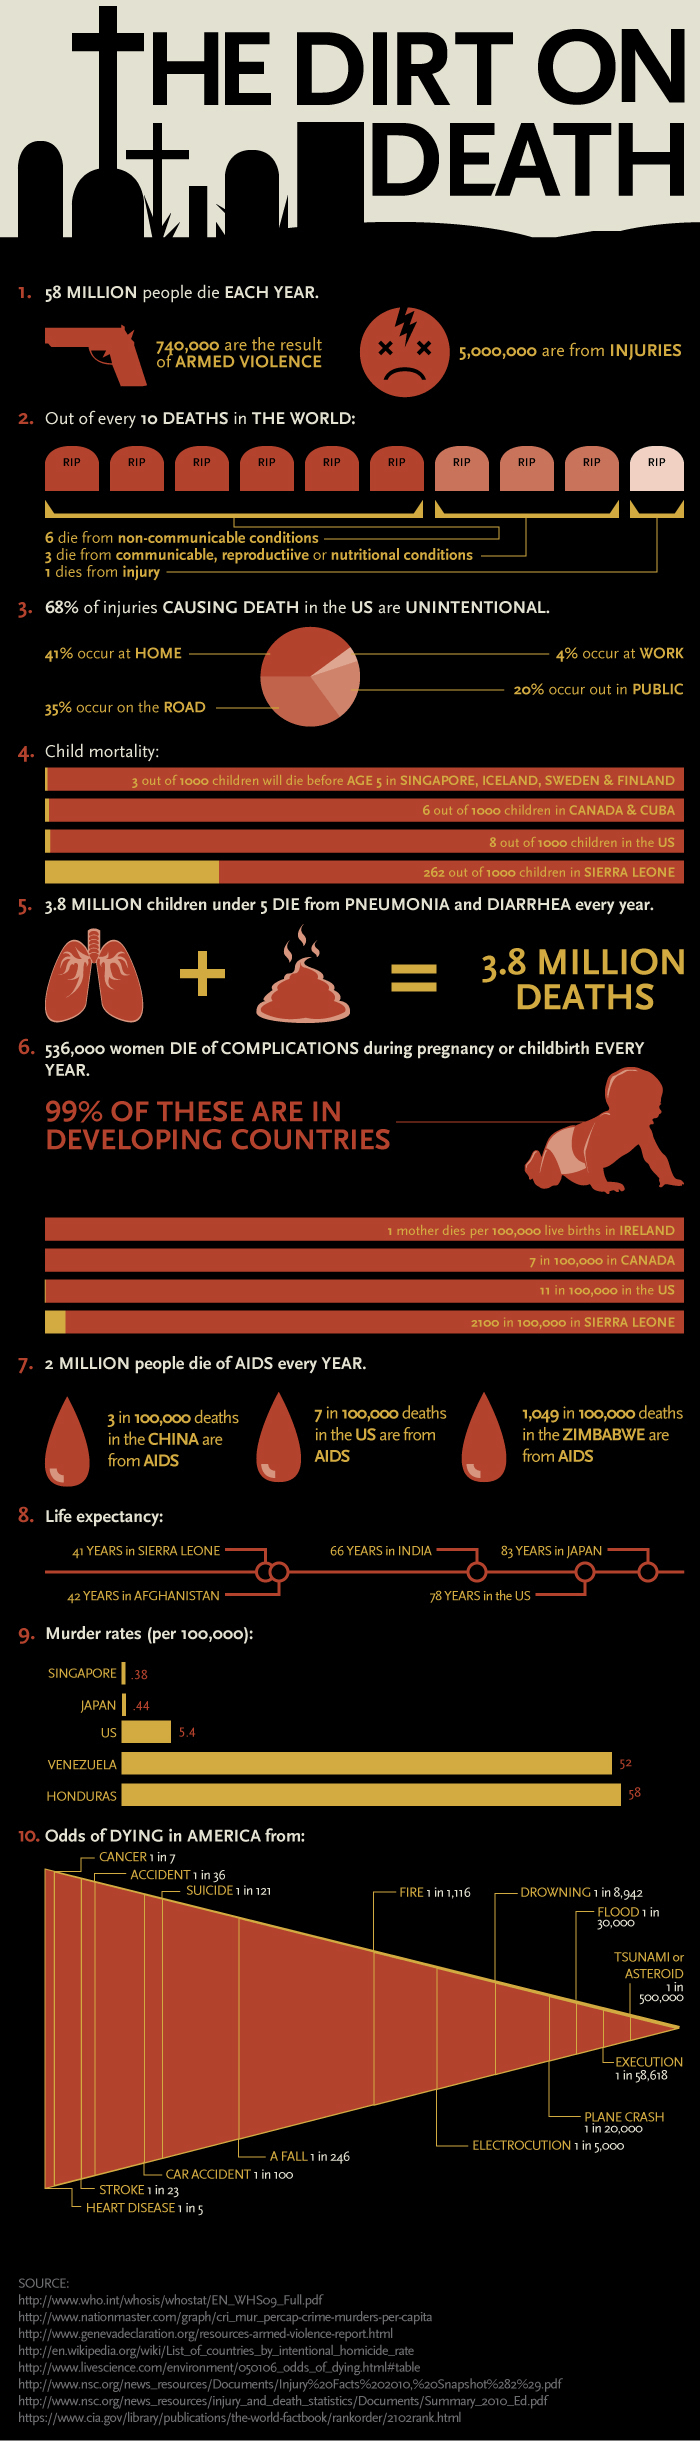 THE DIRT ON
DEATH
1. 58 MILLION people die EACH YEAR.
740,000 are the result
of ARMED VIOLENCE
5,000,000 are from INJURIES
2. Out of every 10 DEATHS in THE WORLD:
RIP RIP RIP RIP RIP RIP RIP RIP RIP RIP
6 die from non-communicable conditions
3 die from communicable, reproductiive or nutritional conditions
1 dies from injury
3. 68% of injuries CAUSING DEATH in the US are UNINTENTIONAL.
41% occur at HOME
4% occur at WORK
20% occur out in PUBLIC
35% occur on the ROAD
4. Child mortality:
3 out of 1000 children will die before AGE 5 in SINGAPORE, ICELAND, SWEDEN & FINLAND
6 out of 1000 children in CANADA & CUBA
8 out of 1000 children in the US
262 out of 1000 children in SIERRA LEONE
5. 3.8 MILLION children under 5 DIE from PNEUMONIA and DIARRHEA every year.
3.8 MILLION
DEATHS
6. 536,000 women DIE of COMPLICATIONS during pregnancy or childbirth EVERY
YEAR.
99% OF THESE ARE IN
DEVELOPING COUNTRIES
1 mother dies per 100,000 live births in IRELAND
7 in 100,000 in CANADA
11 in 100,000 in the US
2100 in 100,000 in SIERRA LEONE
7. 2 MILLION people die of AIDS every YEAR.
3 in 100,000 deaths
in the CHINA are
from AIDS
7 in 100,000 deaths
in the US are from
AIDS
1,049 in 100,000 deaths
in the ZIMBABWE are
from AIDS
8. Life expectancy:
41 YEARS in SIERRA LEONE
66 YEARS in INDIA
83 YEARS in JAPAN
42 YEARS in AFGHANISTAN
78 YEARS in the US
9. Murder rates (per 100,000):
SINGAPORE .38
JAPAN .44
US 5.4
VENEZUELA 52
HONDURAS 58
10. Odds of DYING in AMERICA from:
CANCER 1 in 7
ACCIDENT 1 in 36
SUICIDE 1 in 121
FIRE 1 in 1,116
DROWNING 1 in 8,942
FLOOD 1 in
30,000
TSUNAMI or
ASTEROID
1 in
500,000
EXECUTION
1 in 58,618
PLANE CRASH
1 in 20,000
ELECTROCUTION 1 in 5,000
A FALL 1 in 246
CAR ACCIDENT 1 in 100
STROKE 1 in 23
HEART DISEASE 1 in 5
SOURCE:
http://www.who.int/whosis/whostat/EN_WHS09_Full.pdf
http://www.nationmaster.com/graph/cri_mur_percap-crime-murders-per-capita
http://www.genevadeclaration.org/resources-armed-violence-report.html
http://en.wikipedia.org/wiki/List_of_countries_by_intentional_homicide_rate
http://www.livescience.com/environment/050106_odds_of_dying.html#table
http://www.nsc.org/news_resources/Documents/Injury%20Facts%202010,%20Snapshot%282%29.pdf
http://www.nsc.org/news_resources/injury_and_death_statistics/Documents/Summary_2010_Ed.pdf
https://www.cia.gov/library/publications/the-world-factbook/rankorder/2102rank.html